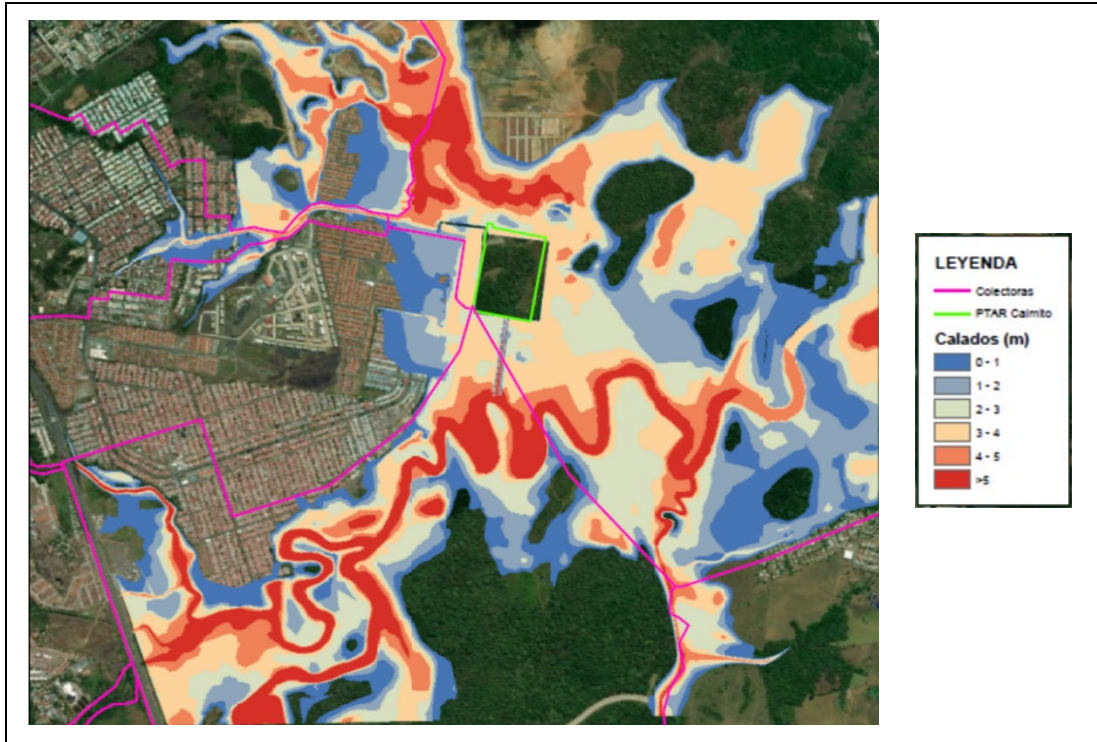 LEYENDA
Colectoras
PTAR Caimito
Calados (m)
0 - 1
1 - 2
2 - 3
3 - 4
4 - 5
>5